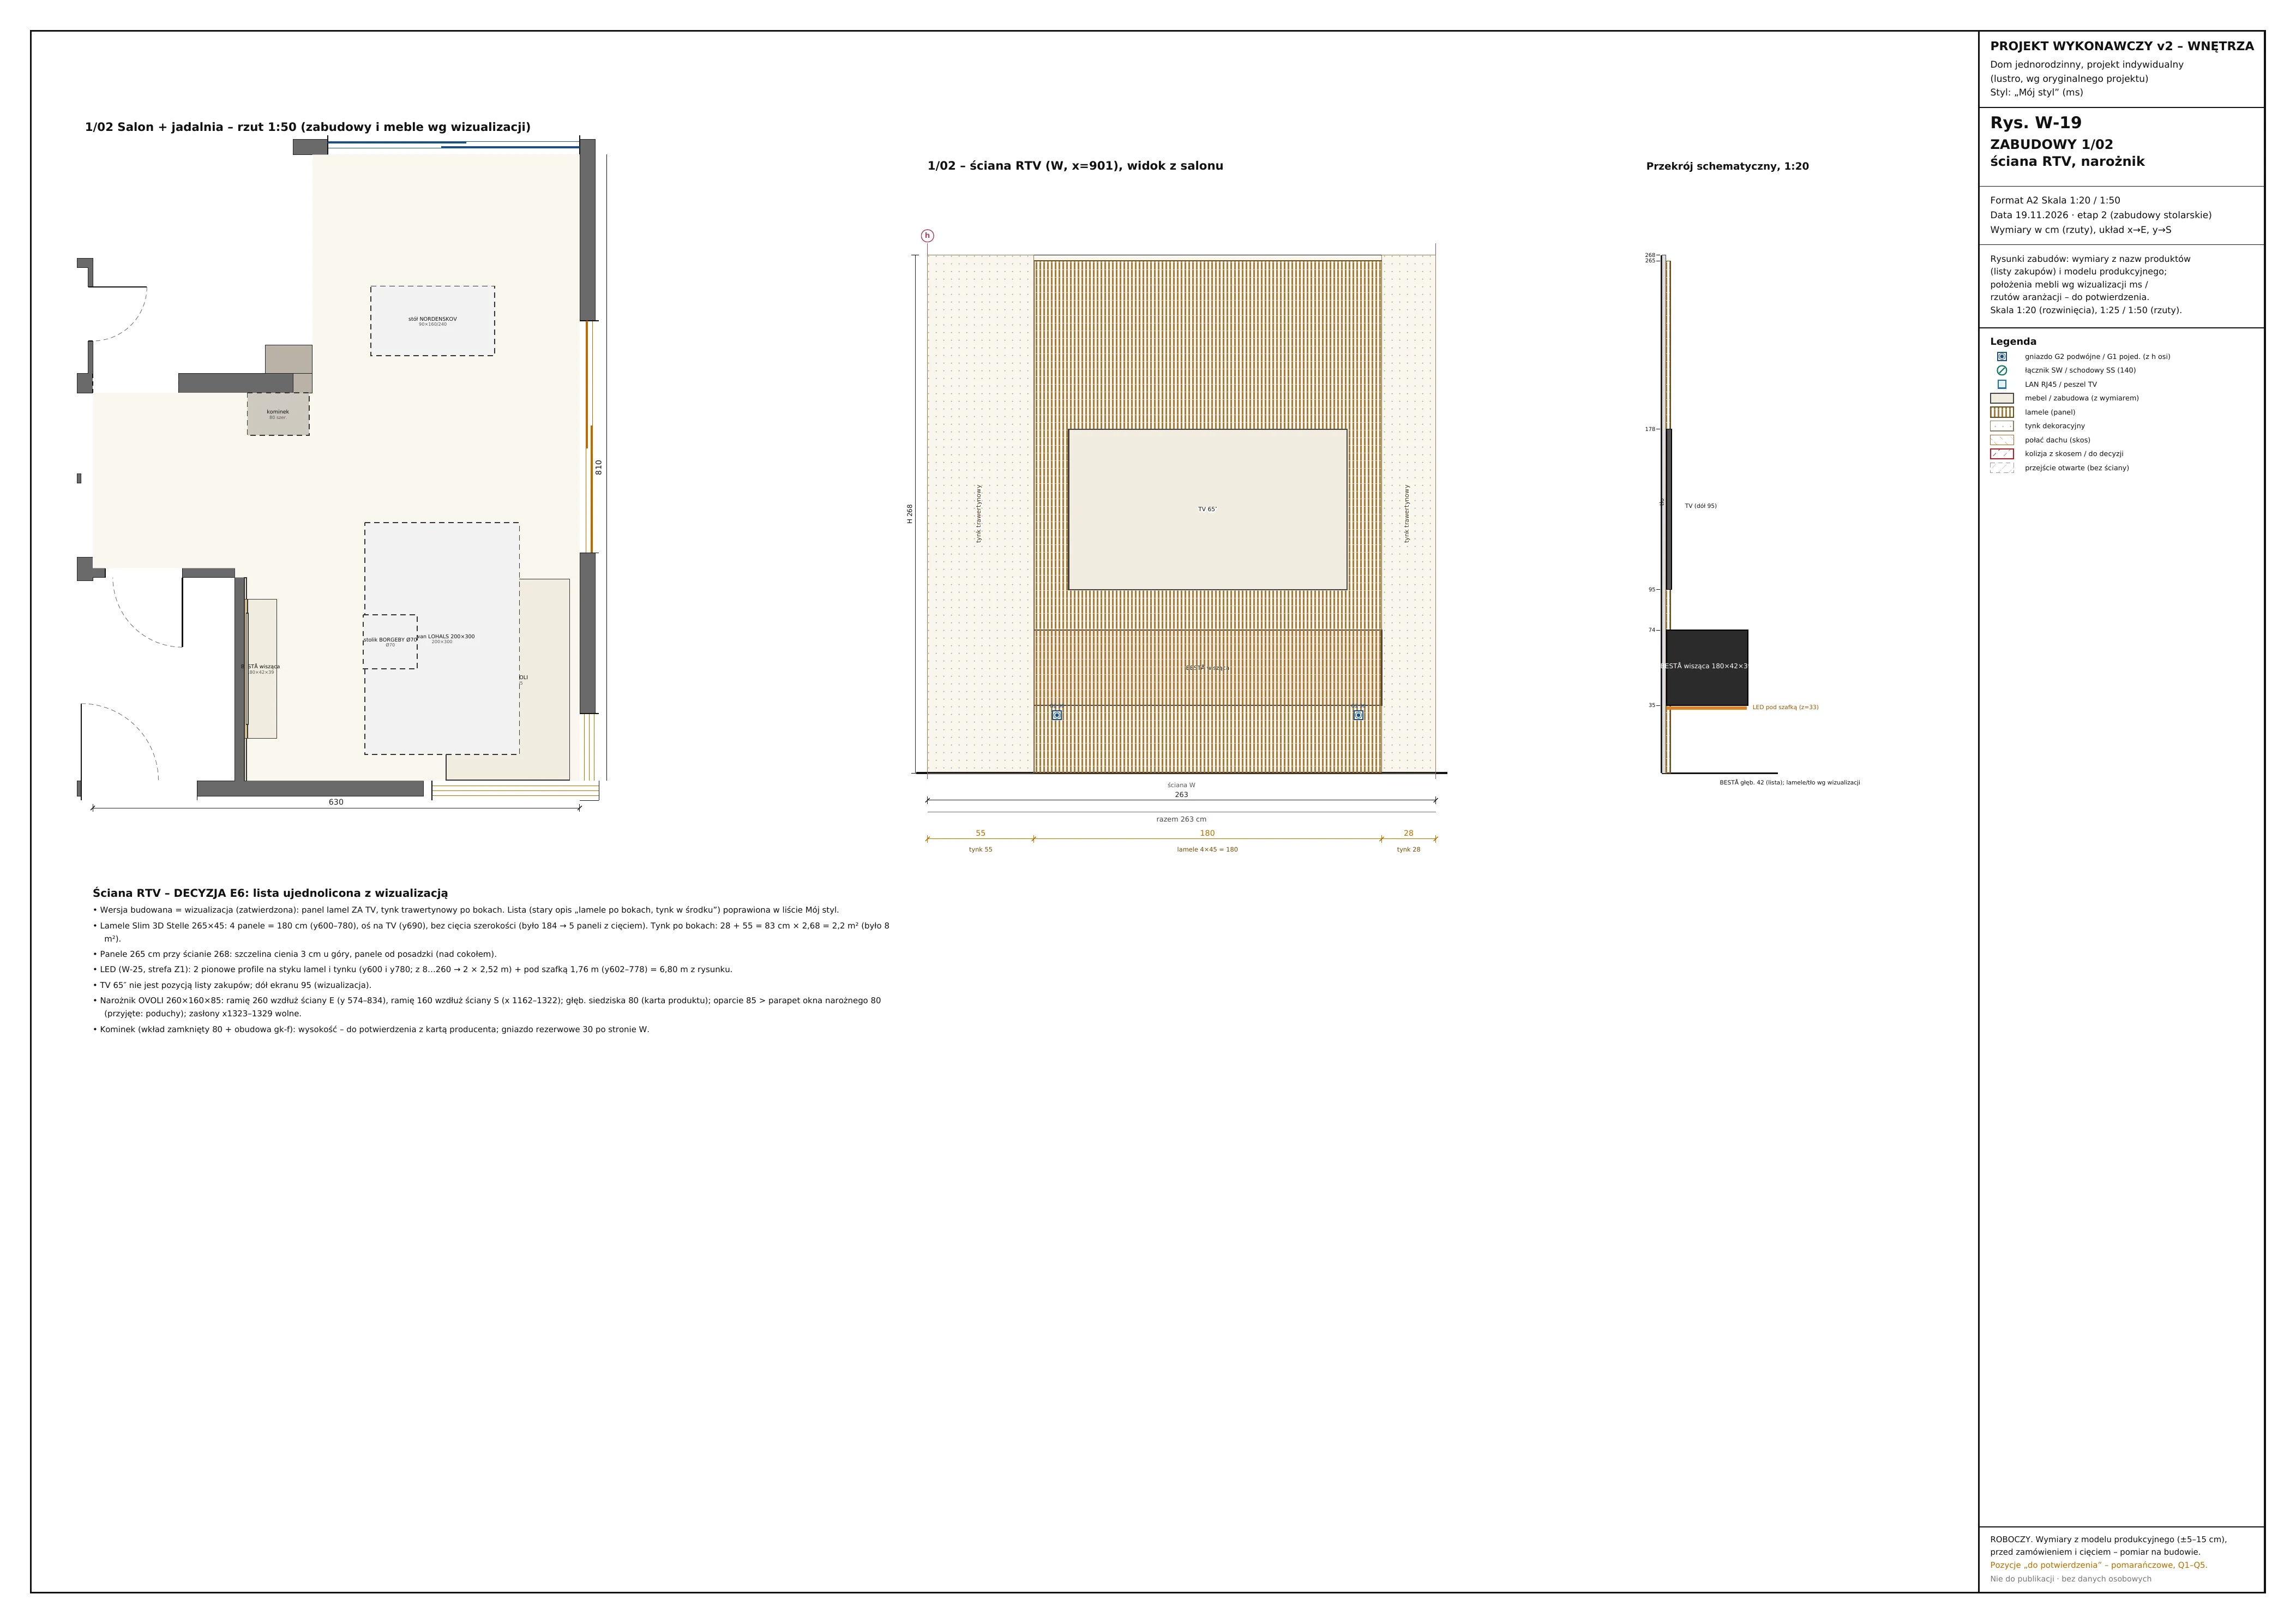 1/02 Salon + jadalnia – rzut 1:50 (zabudowy i meble wg wizualizacji)
stół NORDENSKOV
90×160/240
kominek
80 szer.
810
stolik BORGEBY Ø70
Ø70
LOHALS 200×300
200×300
wisząca
180×42×39
630
1/02 – ściana RTV (W, x=901), widok z salonu
h
H 268
tynk trawertynowy
TV 65″
tynk trawertynowy
BESTÅ wisząca
ściana W
263
razem 263 cm
55
180
28
tynk 55
lamele 4×45 = 180
tynk 28
Przekrój schematyczny, 1:20
268
265
178
TV (dół 95)
95
74
BESTÅ wisząca 180×42×39
35
LED pod szafką (z=33)
BESTÅ głęb. 42 (lista); lamele/tło wg wizualizacji
Ściana RTV – DECYZJA E6: lista ujednolicona z wizualizacją
• Wersja budowana = wizualizacja (zatwierdzona): panel lamel ZA TV, tynk trawertynowy po bokach. Lista (stary opis „lamele po bokach, tynk w środku”) poprawiona w liście Mój styl.
• Lamele Slim 3D Stelle 265×45: 4 panele = 180 cm (y600–780), oś na TV (y690), bez cięcia szerokości (było 184 → 5 paneli z cięciem). Tynk po bokach: 28 + 55 = 83 cm × 2,68 = 2,2 m² (było 8
m²).
• Panele 265 cm przy ścianie 268: szczelina cienia 3 cm u góry, panele od posadzki (nad cokołem).
• LED (W-25, strefa Z1): 2 pionowe profile na styku lamel i tynku (y600 i y780; z 8…260 → 2 × 2,52 m) + pod szafką 1,76 m (y602–778) = 6,80 m z rysunku.
• TV 65″ nie jest pozycją listy zakupów; dół ekranu 95 (wizualizacja).
• Narożnik OVOLI 260×160×85: ramię 260 wzdłuż ściany E (y 574–834), ramię 160 wzdłuż ściany S (x 1162–1322); głęb. siedziska 80 (karta produktu); oparcie 85 > parapet okna narożnego 80
(przyjęte: poduchy); zasłony x1323–1329 wolne.
• Kominek (wkład zamknięty 80 + obudowa gk-f): wysokość – do potwierdzenia z kartą producenta; gniazdo rezerwowe 30 po stronie W.
PROJEKT WYKONAWCZY v2 – WNĘTRZA
Dom jednorodzinny, projekt indywidualny
(lustro, wg oryginalnego projektu)
Styl: „Mój styl” (ms)
Rys. W-19
ZABUDOWY 1/02
ściana RTV, narożnik
Format A2 Skala 1:20 / 1:50
Data 19.11.2026 · etap 2 (zabudowy stolarskie)
Wymiary w cm (rzuty), układ x→E, y→S
Rysunki zabudów: wymiary z nazw produktów
(listy zakupów) i modelu produkcyjnego;
położenia mebli wg wizualizacji ms /
rzutów aranżacji – do potwierdzenia.
Skala 1:20 (rozwinięcia), 1:25 / 1:50 (rzuty).
Legenda
gniazdo G2 podwójne / G1 pojed. (z h osi)
łącznik SW / schodowy SS (140)
LAN RJ45 / peszel TV
mebel / zabudowa (z wymiarem)
lamele (panel)
tynk dekoracyjny
połać dachu (skos)
kolizja z skosem / do decyzji
przejście otwarte (bez ściany)
ROBOCZY. Wymiary z modelu produkcyjnego (±5–15 cm),
przed zamówieniem i cięciem – pomiar na budowie.
Pozycje „do potwierdzenia” – pomarańczowe, Q1–Q5.
Nie do publikacji · bez danych osobowych